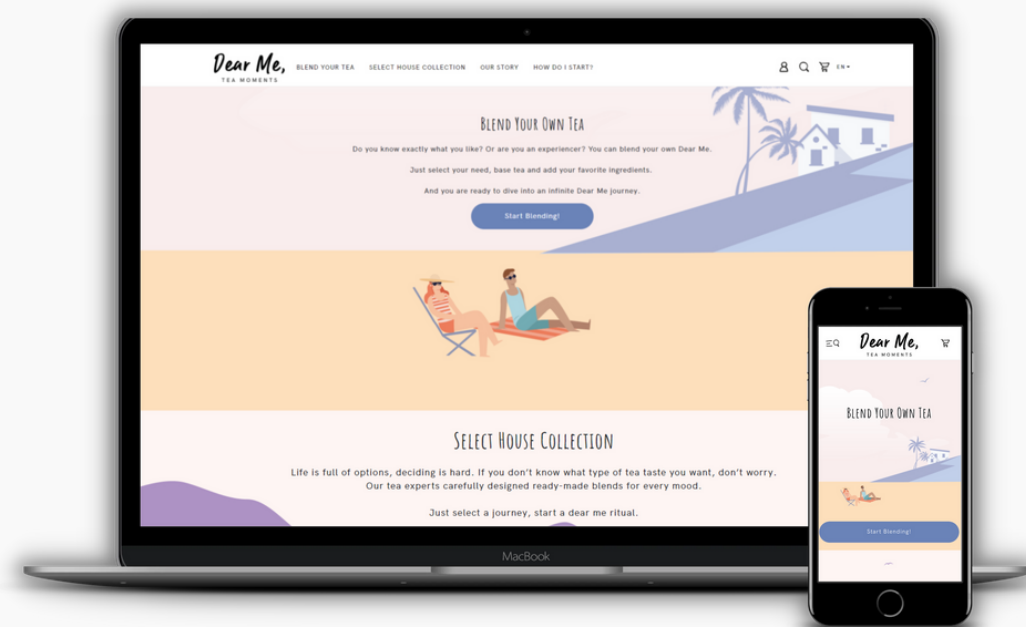 Dear Me,
TEA MOMENTS
BLEND YOUR TEA SELECT HOUSE COLLECTION OUR STORY HOW DO I START? EN
BLEND YOUR OWN TEA
Do you know exactly what you like? Or are you an experiencer? You can blend your own Dear Me.
Just select your need, base tea and add your favorite ingredients.
And you are ready to dive into an infinite Dear Me journey.
Start Blending!
SELECT HOUSE COLLECTION
Life is full of options, deciding is hard. If you don't know what type of tea taste you want, don't worry.
Our tea experts carefully designed ready-made blends for every mood.
Just select a journey, start a dear me ritual.
MacBook
Dear Me,
TEA MOMENTS
BLEND YOUR OWN TEA
Start Blending!